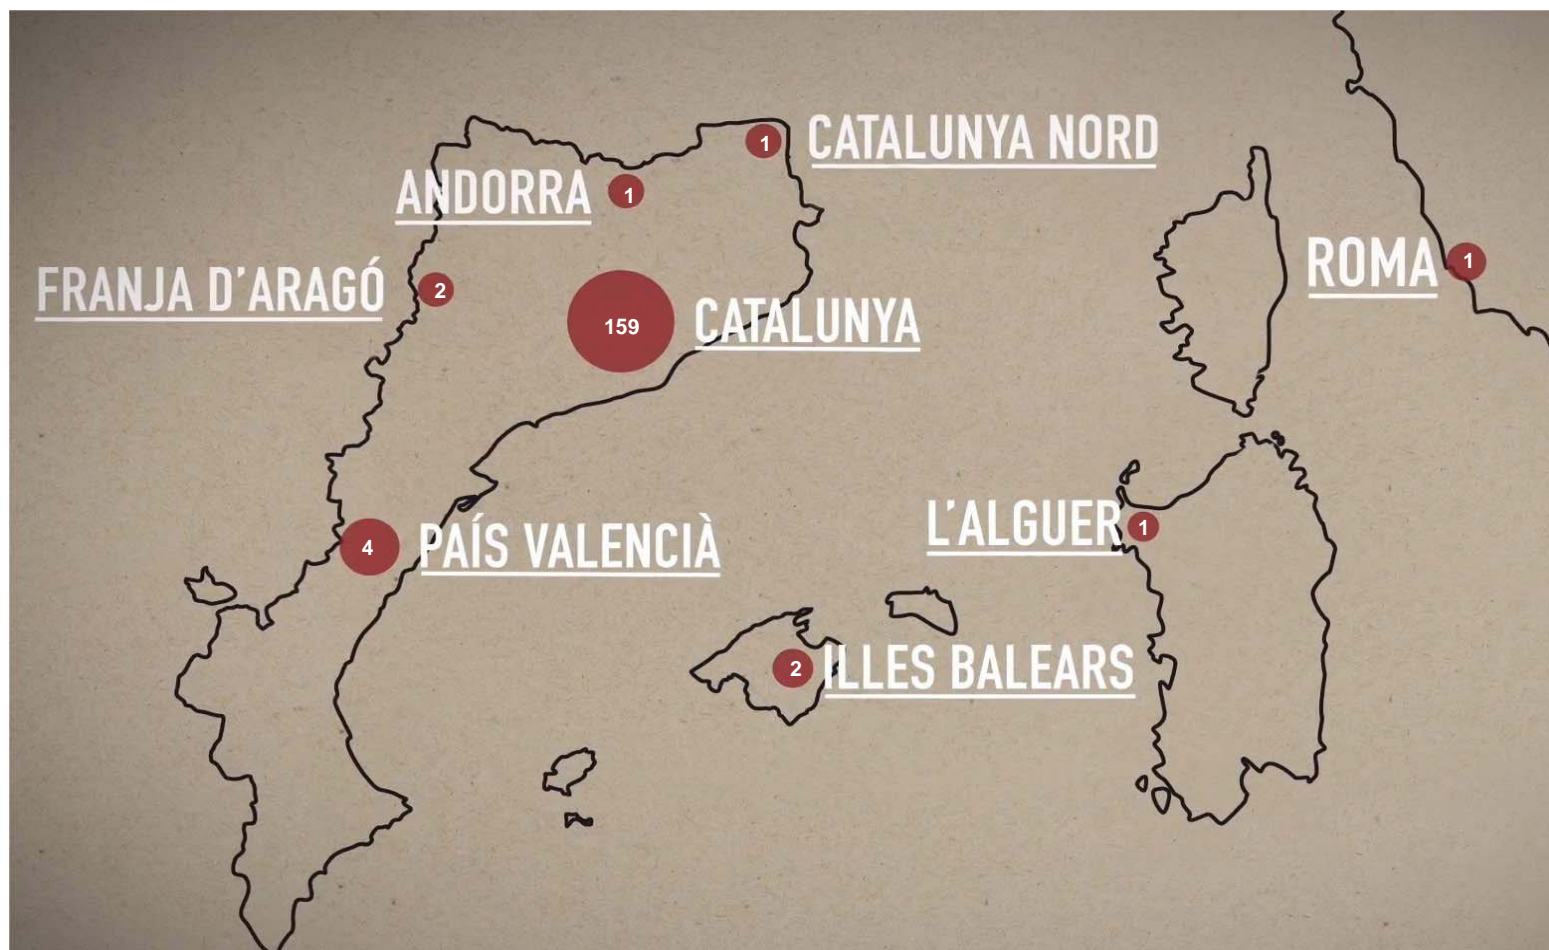 1 CATALUNYA NORD
ANDORRA 1
ROMA 1
FRANJA D'ARAGÓ 2
159 CATALUNYA
L'ALGUER 1
4 PAÍS VALENCIÀ
2 ILLES BALEARS